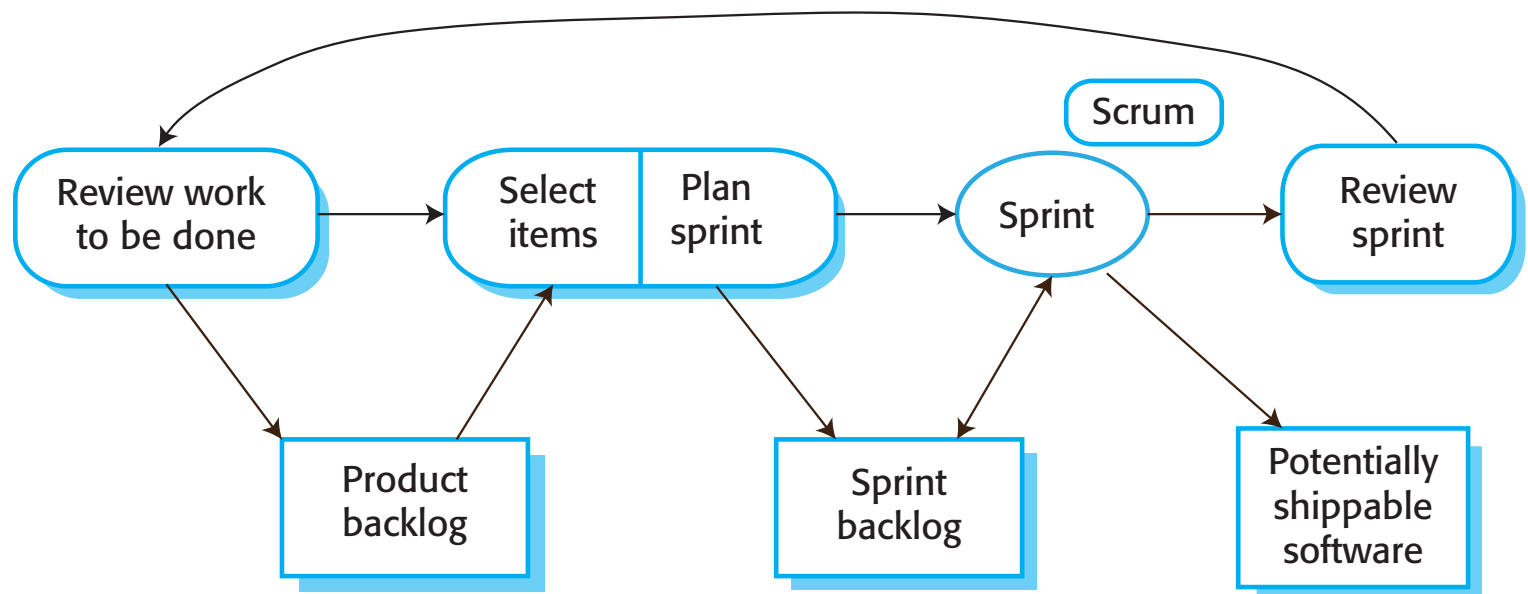 Scrum
Review work
to be done
Select
items
Plan
sprint
Sprint
Review
sprint
Product
backlog
Sprint
backlog
Potentially
shippable
software